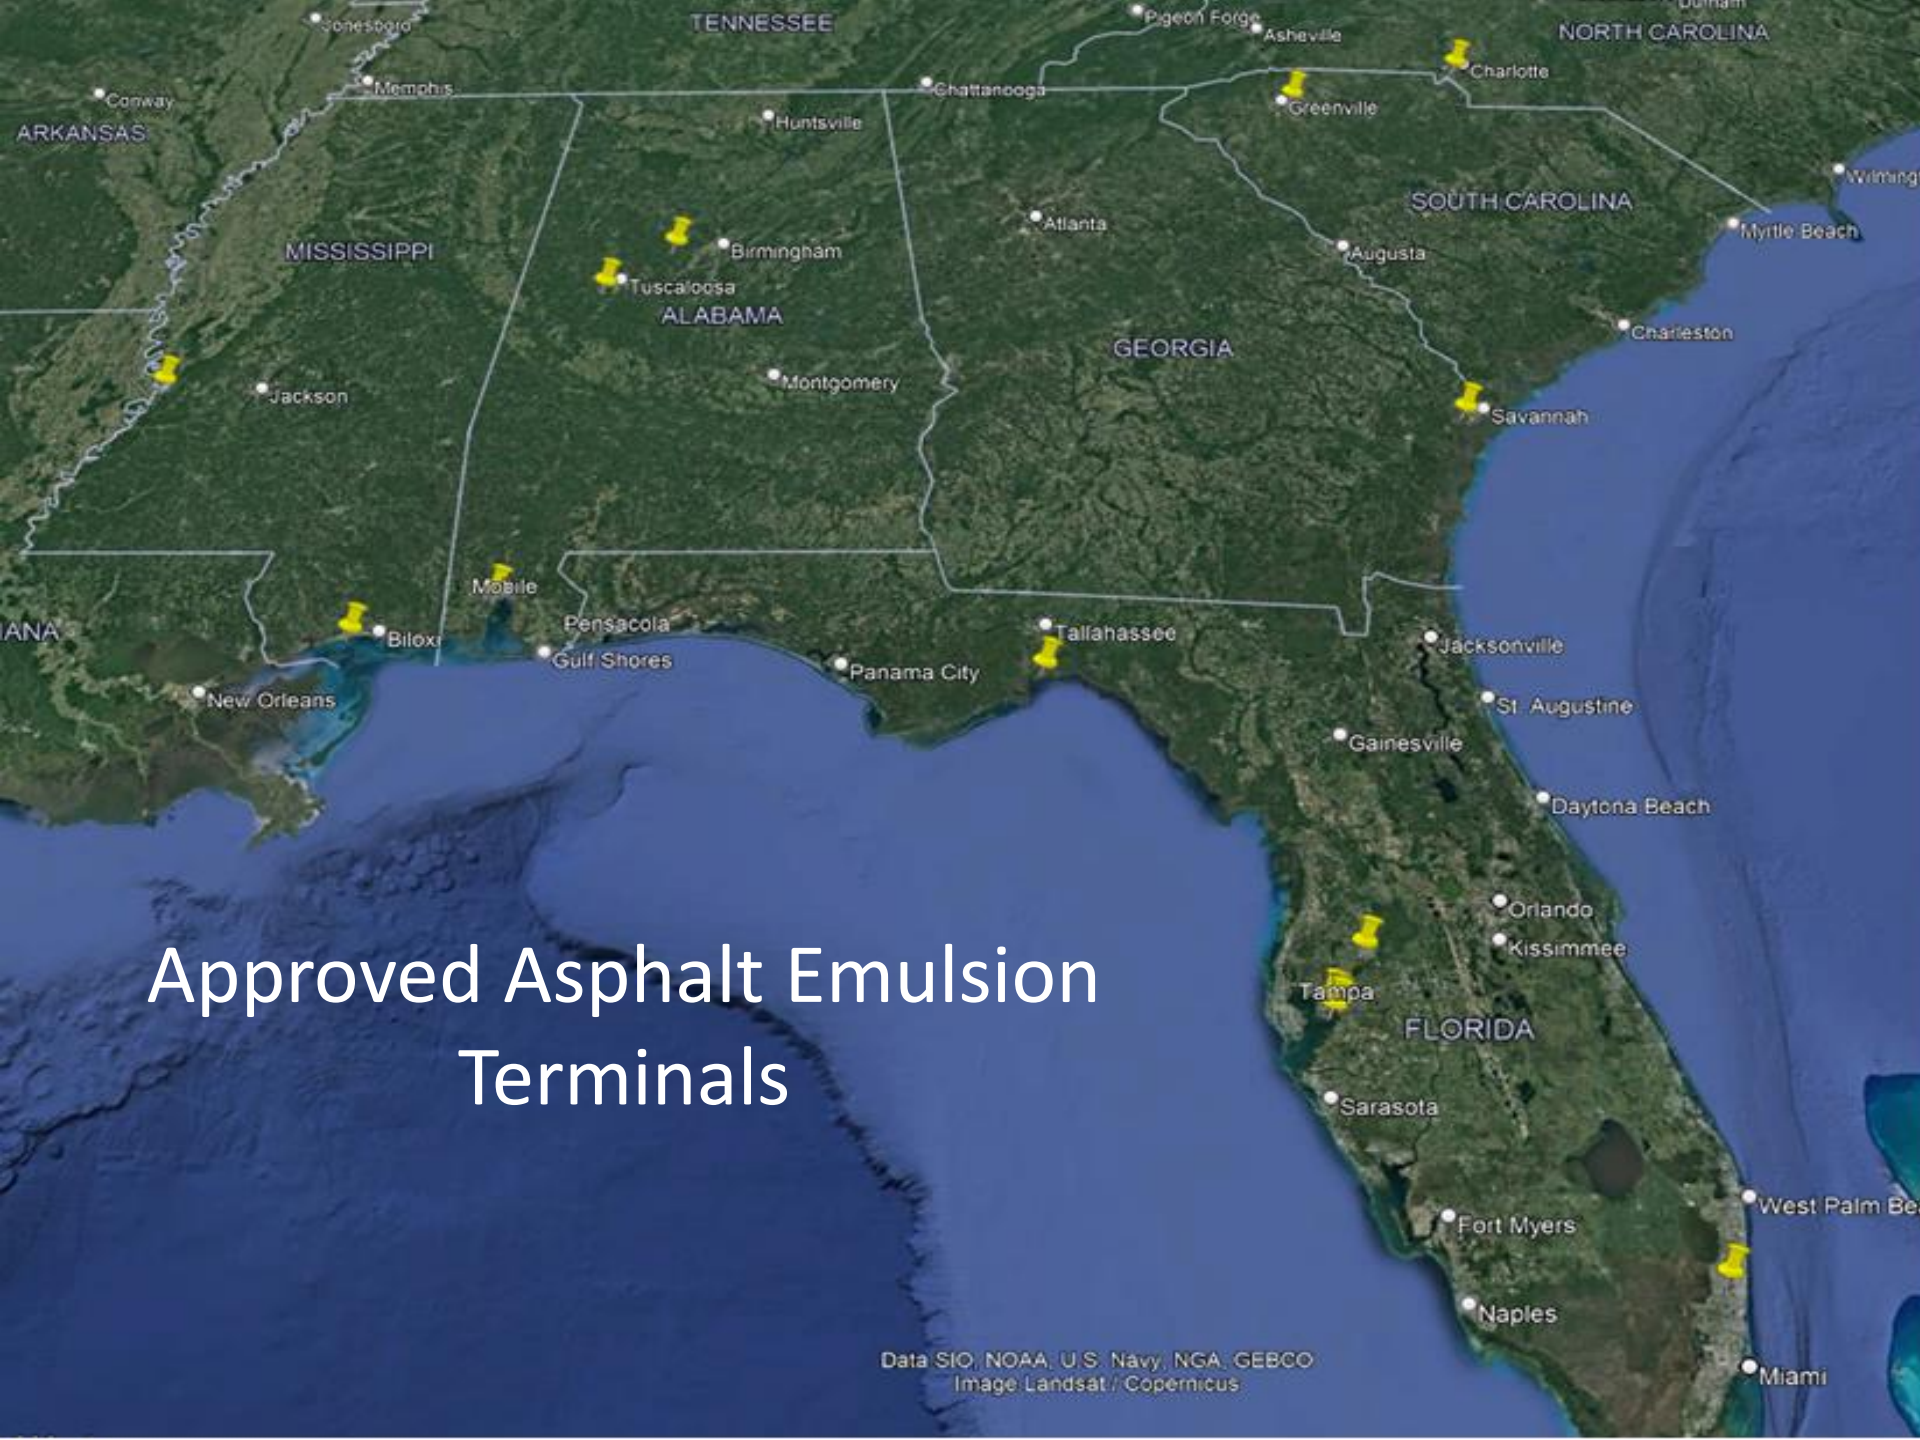 Durham
Jonesboro
TENNESSEE
Pigeon Forge
Asheville
NORTH CAROLINA
Charlotte
Memphis
Chattanooga
Conway
Greenville
ARKANSAS
Huntsville
SOUTH CAROLINA
Atlanta
Myrtle Beach
MISSISSIPPI
Birmingham
Augusta
Tuscaloosa
ALABAMA
Charleston
GEORGIA
Montgomery
Jackson
Savannah
Mobile
Pensacola
IANA
Biloxi
Tallahassee
Jacksonville
Gulf Shores
Panama City
New Orleans
St. Augustine
Gainesville
Daytona Beach
Orlando
Kissimmee
Approved Asphalt Emulsion
Terminals
Tampa
FLORIDA
Sarasota
West Palm Bea
Fort Myers
Naples
Data SIO, NOAA, U.S. Navy, NGA, GEBCO
Image Landsat / Copernicus
Miami